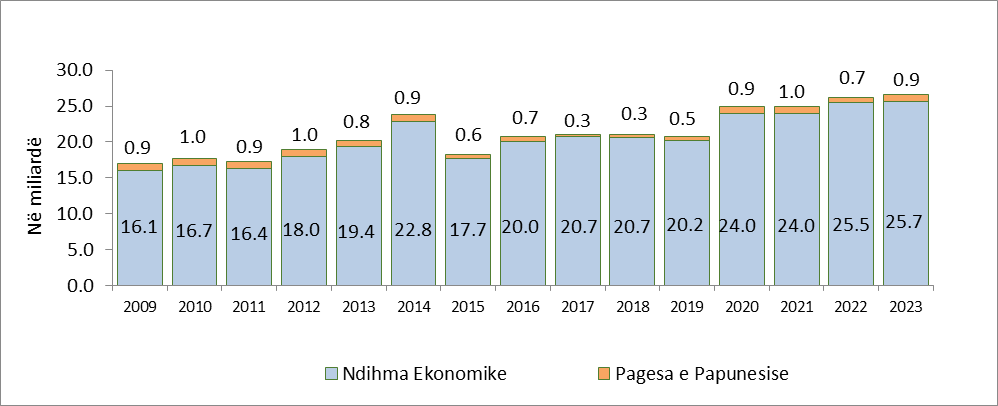 Në miliardë
30.0
25.0
20.0
15.0
10.0
5.0
0.0
0.9 1.0 0.9 1.0 0.8 0.9 0.6 0.7 0.3 0.3 0.5 0.9 1.0 0.7 0.9
16.1 16.7 16.4 18.0 19.4 22.8 17.7 20.0 20.7 20.7 20.2 24.0 24.0 25.5 25.7
2009 2010 2011 2012 2013 2014 2015 2016 2017 2018 2019 2020 2021 2022 2023
Ndihma Ekonomike Pagesa e Papunesise